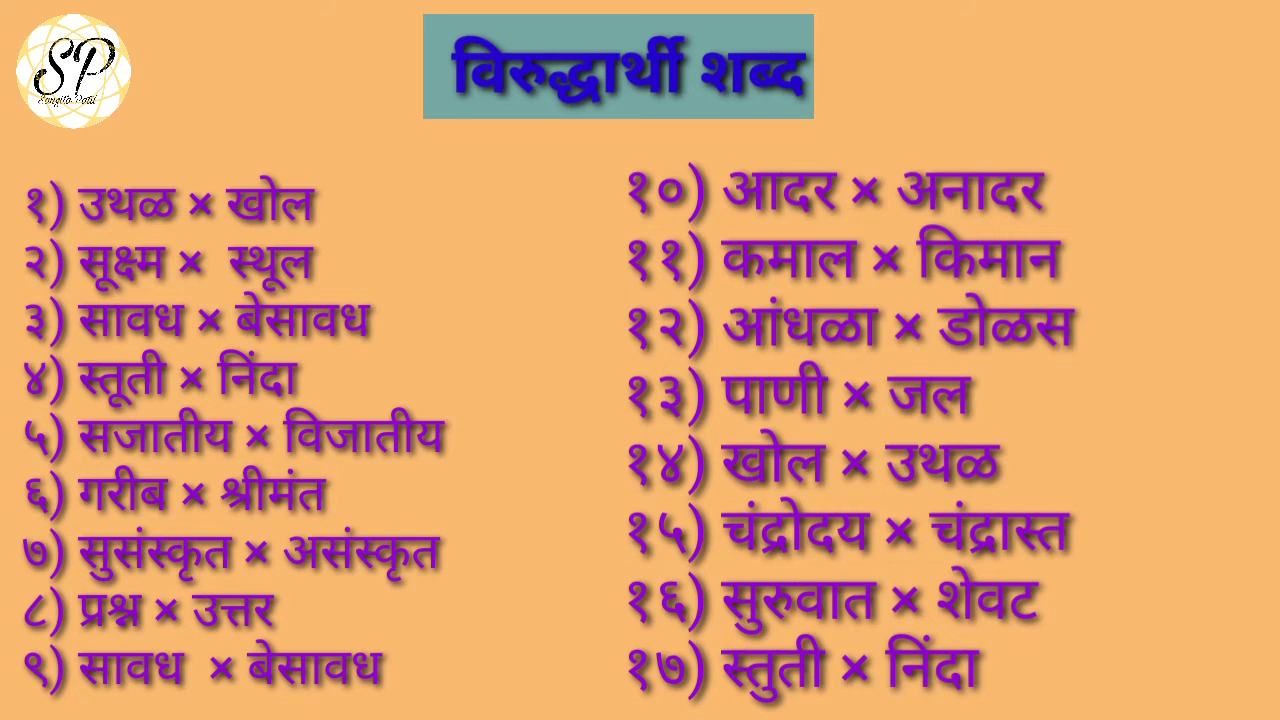 SP
Sangita Patil
विरुद्धार्थी शब्द
१) उथळ × खोल
२) सूक्ष्म × स्थूल
३) सावध × बेसावध
४) स्तूती × निंदा
५) सजातीय × विजातीय
६) गरीब × श्रीमंत
७) सुसंस्कृत × असंस्कृत
८) प्रश्न × उत्तर
९) सावध × बेसावध
१०) आदर × अनादर
११) कमाल × किमान
१२) आंधळा × डोळस
१३) पाणी × जल
१४) खोल × उथळ
१५) चंद्रोदय × चंद्रास्त
१६) सुरुवात × शेवट
१७) स्तुती × निंदा